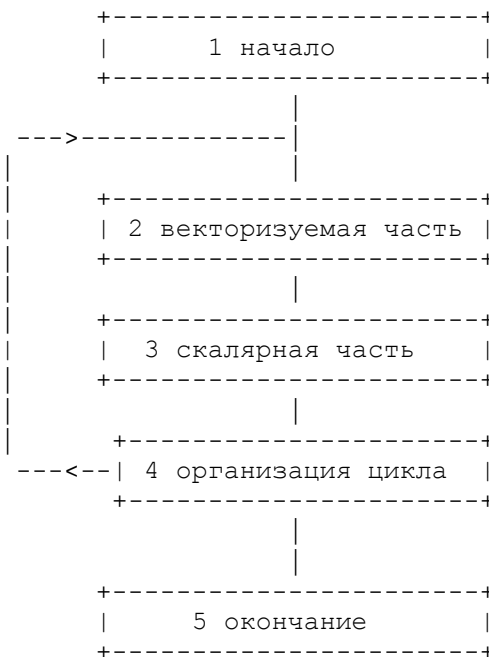 1 начало
2 векторизуемая часть
3 скалярная часть
4 организация цикла
5 окончание